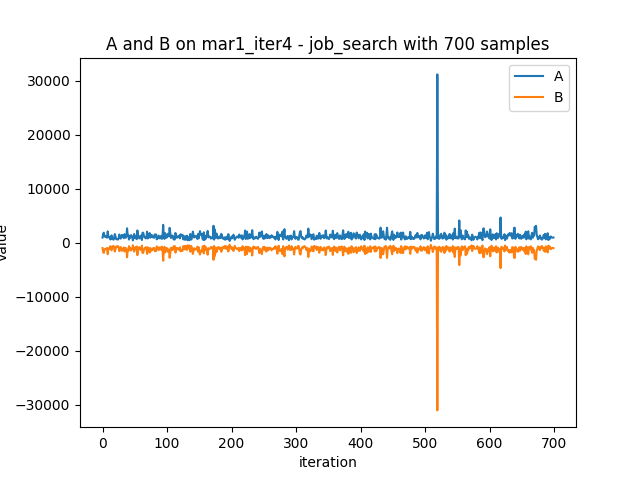 A and B on mar1_iter4 - job_search with 700 samples
A
B
30000
20000
10000
0
−10000
−20000
−30000
value
0 100 200 300 400 500 600 700
iteration